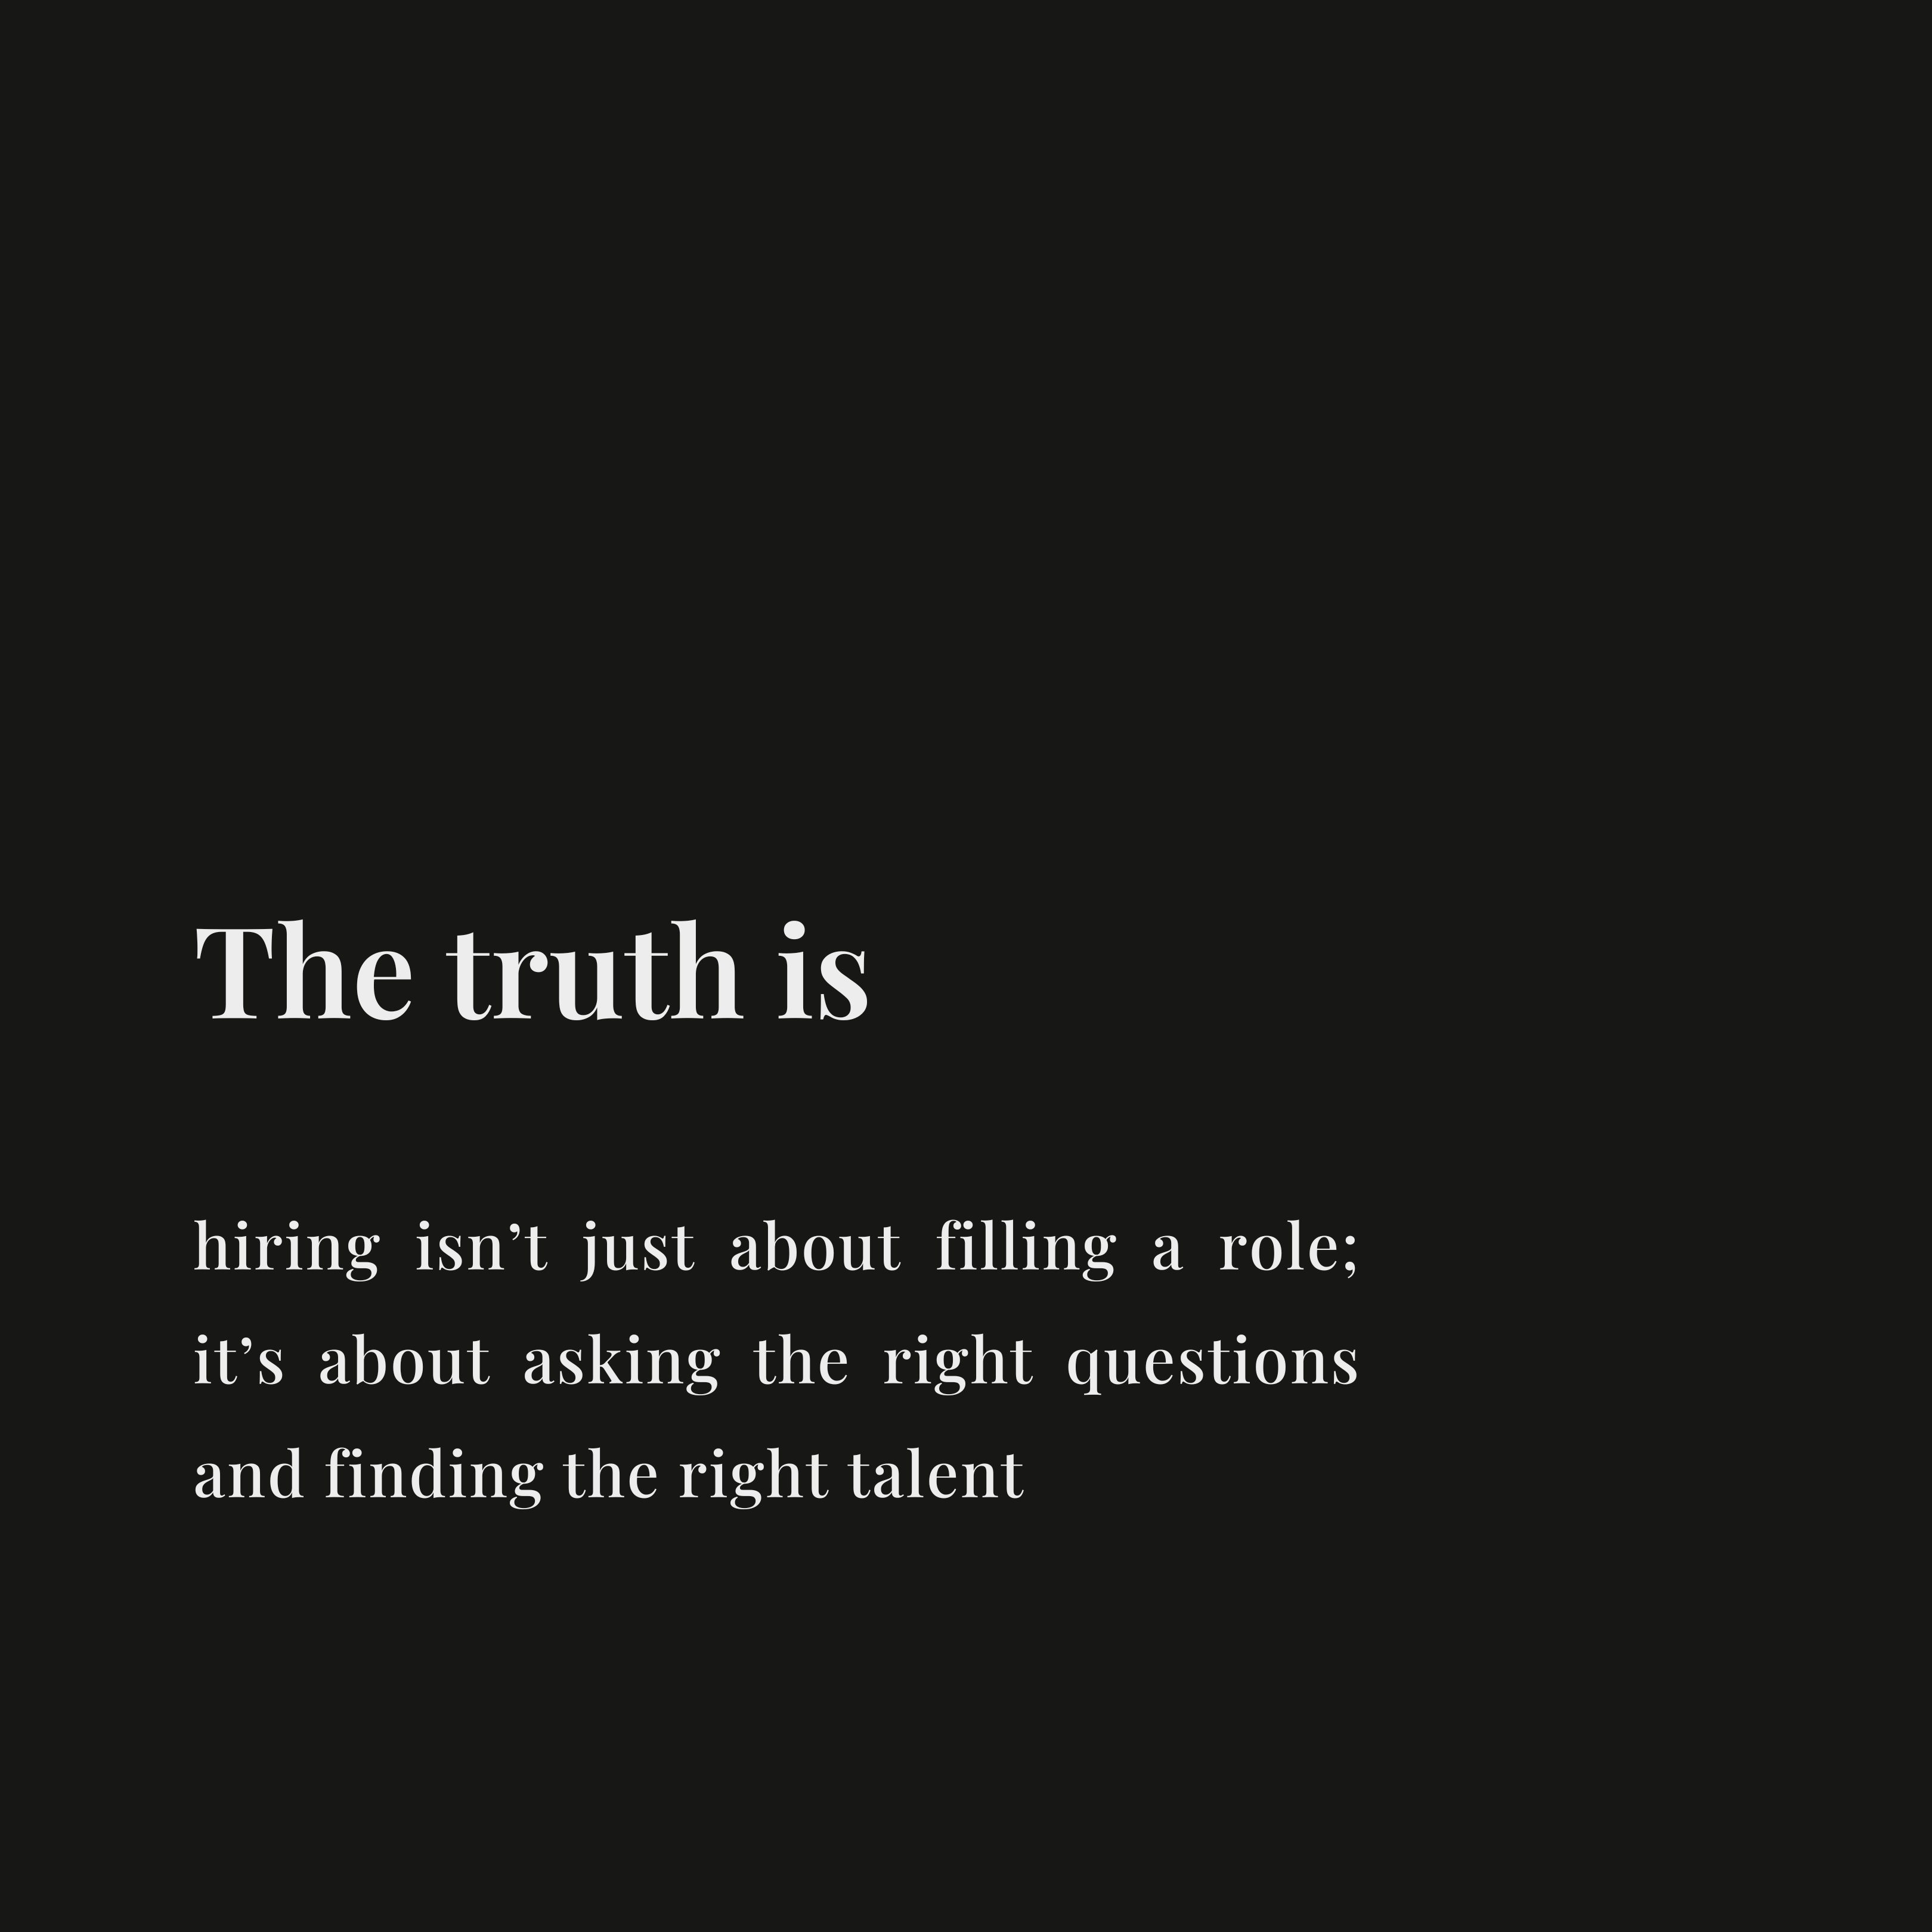 The truth is
hiring isn’t just about filling a role;
it’s about asking the right questions
and finding the right talent